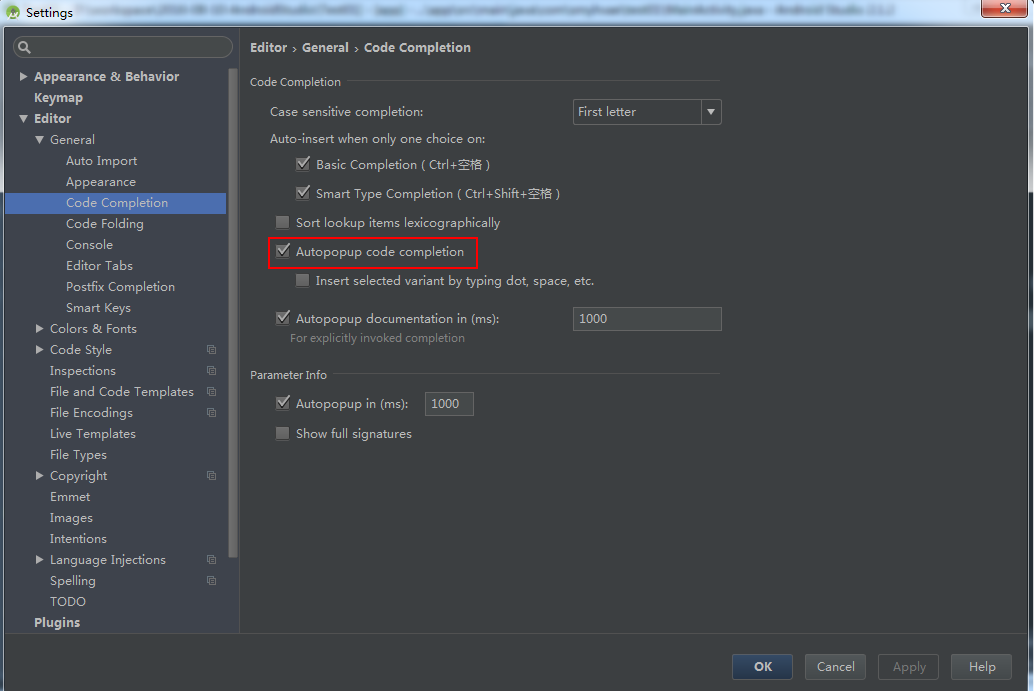 Settings
Editor › General › Code Completion
Appearance & Behavior
Keymap
Editor
General
Auto Import
Appearance
Code Completion
Code Folding
Console
Editor Tabs
Postfix Completion
Smart Keys
Colors & Fonts
Code Style
Inspections
File and Code Templates
File Encodings
Live Templates
File Types
Copyright
Emmet
Images
Intentions
Language Injections
Spelling
TODO
Plugins
Code Completion
Case sensitive completion: First letter
Auto-insert when only one choice on:
Basic Completion ( Ctrl+空格 )
Smart Type Completion ( Ctrl+Shift+空格 )
Sort lookup items lexicographically
Autopopup code completion
Insert selected variant by typing dot, space, etc.
Autopopup documentation in (ms): 1000
For explicitly invoked completion
Parameter Info
Autopopup in (ms): 1000
Show full signatures
OK Cancel Apply Help